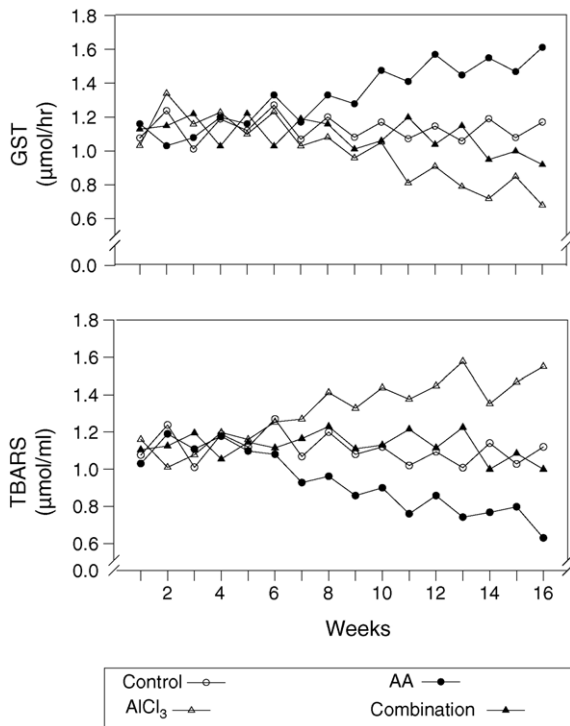 1.8
1.6
1.4
1.2
1.0
0.8
0.6
0.0
GST
(μmol/hr)
1.8
1.6
1.4
1.2
1.0
0.8
0.6
0.0
TBARS
(μmol/ml)
2 4 6 8 10 12 14 16
Weeks
Control AA
AlCl₃ Combination